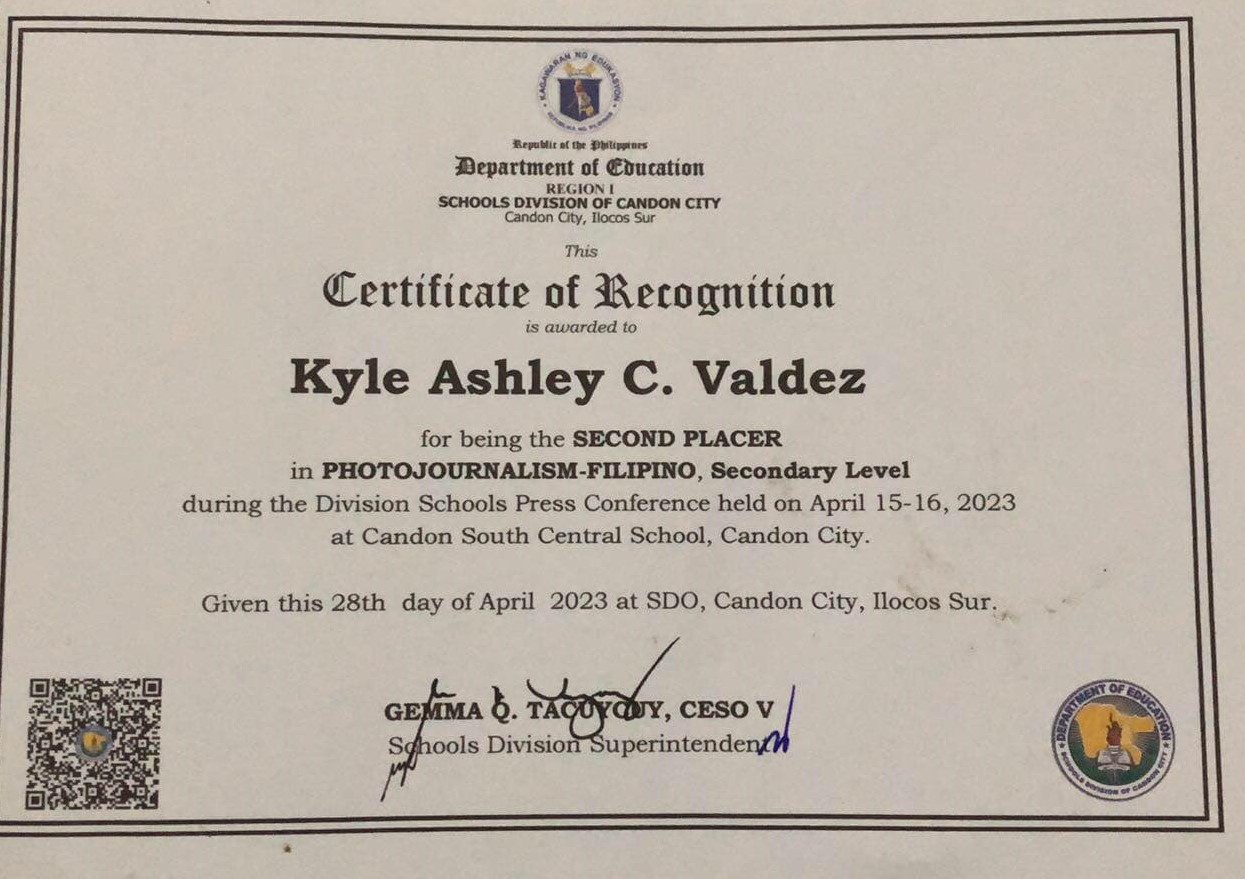 KAGAWARAN NG EDUKASYON
REPUBLIKA NG PILIPINAS
Republic of the Philippines
Department of Education
REGION I
SCHOOLS DIVISION OF CANDON CITY
Candon City, Ilocos Sur
This
Certificate of Recognition
is awarded to
Kyle Ashley C. Valdez
for being the SECOND PLACER
in PHOTOJOURNALISM-FILIPINO, Secondary Level
during the Division Schools Press Conference held on April 15-16, 2023
at Candon South Central School, Candon City.
Given this 28th day of April 2023 at SDO, Candon City, Ilocos Sur.
GEMMA Q. TACUYCUY, CESO V
Schools Division Superintendent
DEPARTMENT OF EDUCATION
SCHOOLS DIVISION OF CANDON CITY